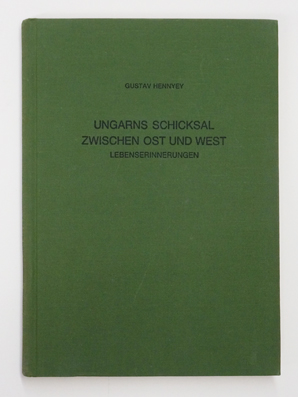 GUSTAV HENNYEY
UNGARNS SCHICKSAL
ZWISCHEN OST UND WEST
LEBENSERINNERUNGEN